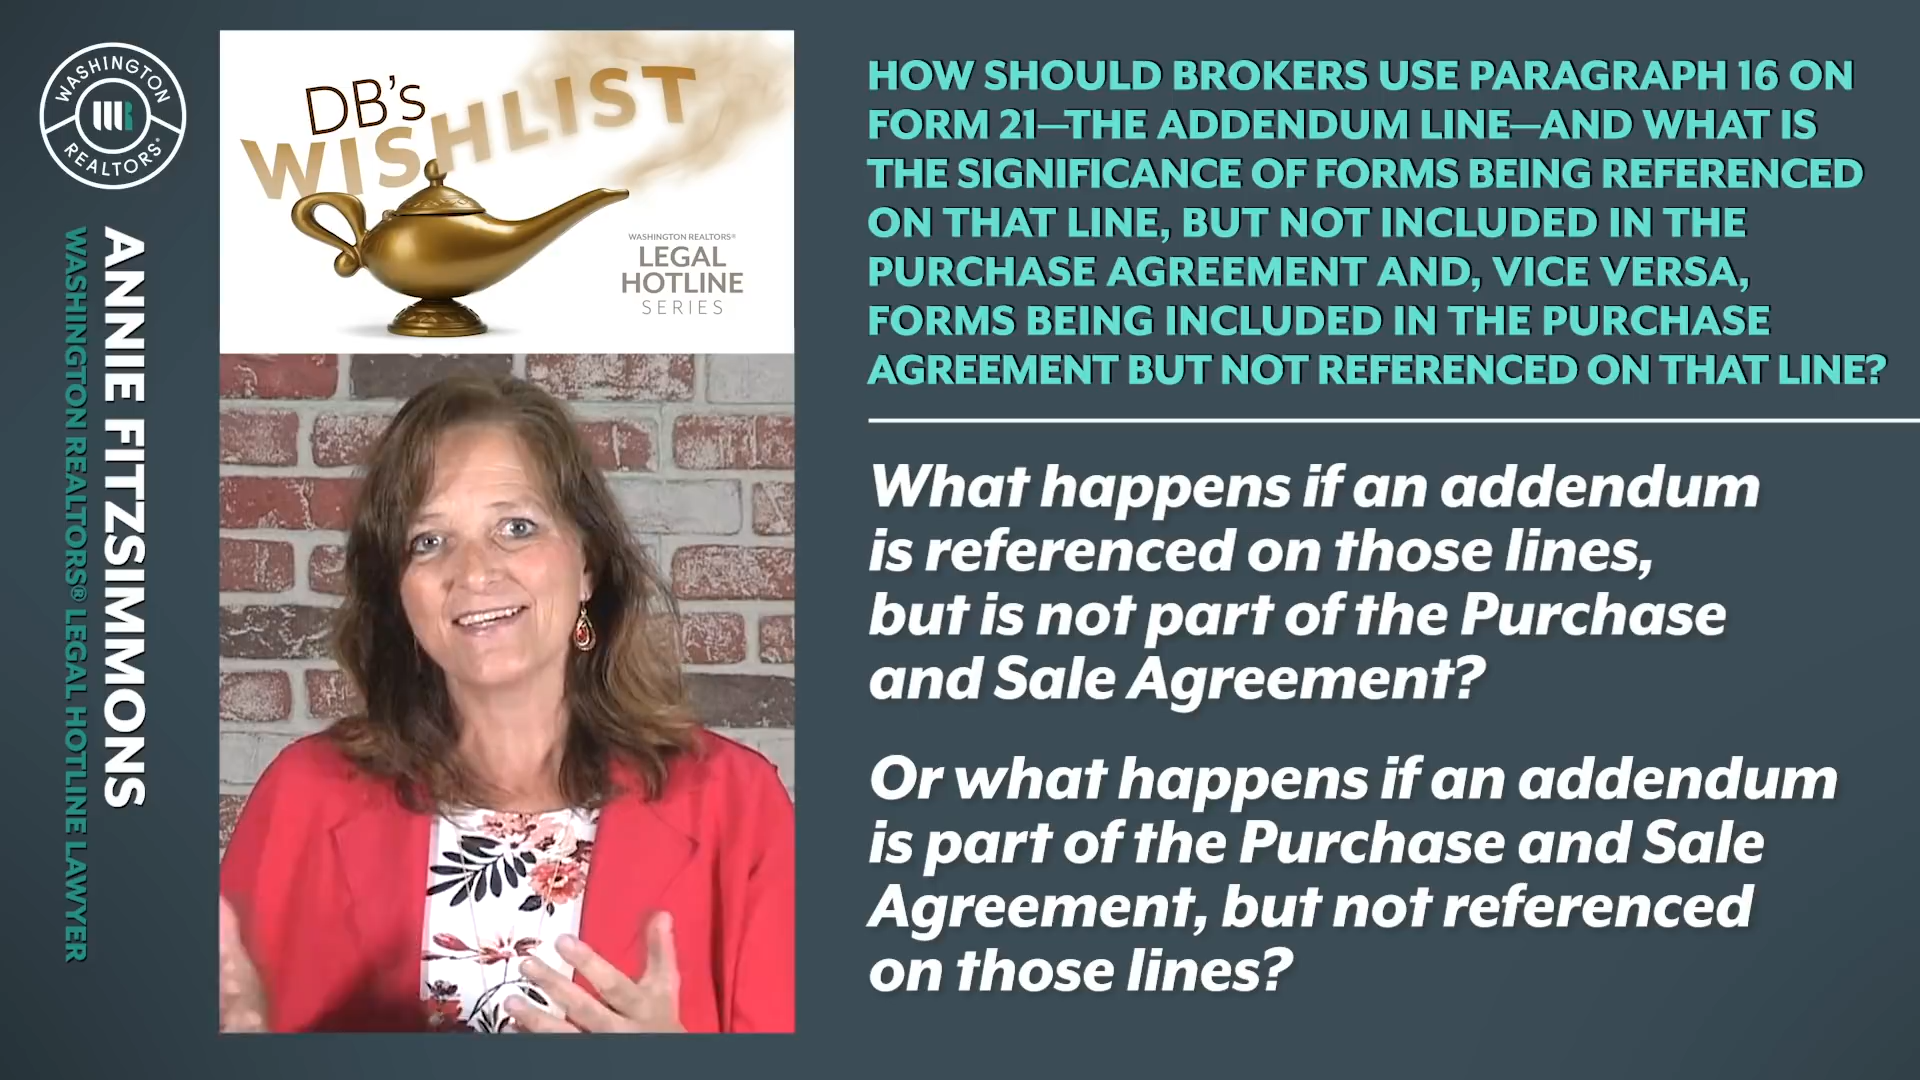 WASHINGTON
REALTORS®
ANNIE FITZSIMMONS
WASHINGTON REALTORS® LEGAL HOTLINE LAWYER
DB's
WISHLIST
WASHINGTON REALTORS®
LEGAL
HOTLINE
SERIES
HOW SHOULD BROKERS USE PARAGRAPH 16 ON
FORM 21—THE ADDENDUM LINE—AND WHAT IS
THE SIGNIFICANCE OF FORMS BEING REFERENCED
ON THAT LINE, BUT NOT INCLUDED IN THE
PURCHASE AGREEMENT AND, VICE VERSA,
FORMS BEING INCLUDED IN THE PURCHASE
AGREEMENT BUT NOT REFERENCED ON THAT LINE?
What happens if an addendum
is referenced on those lines,
but is not part of the Purchase
and Sale Agreement?
Or what happens if an addendum
is part of the Purchase and Sale
Agreement, but not referenced
on those lines?